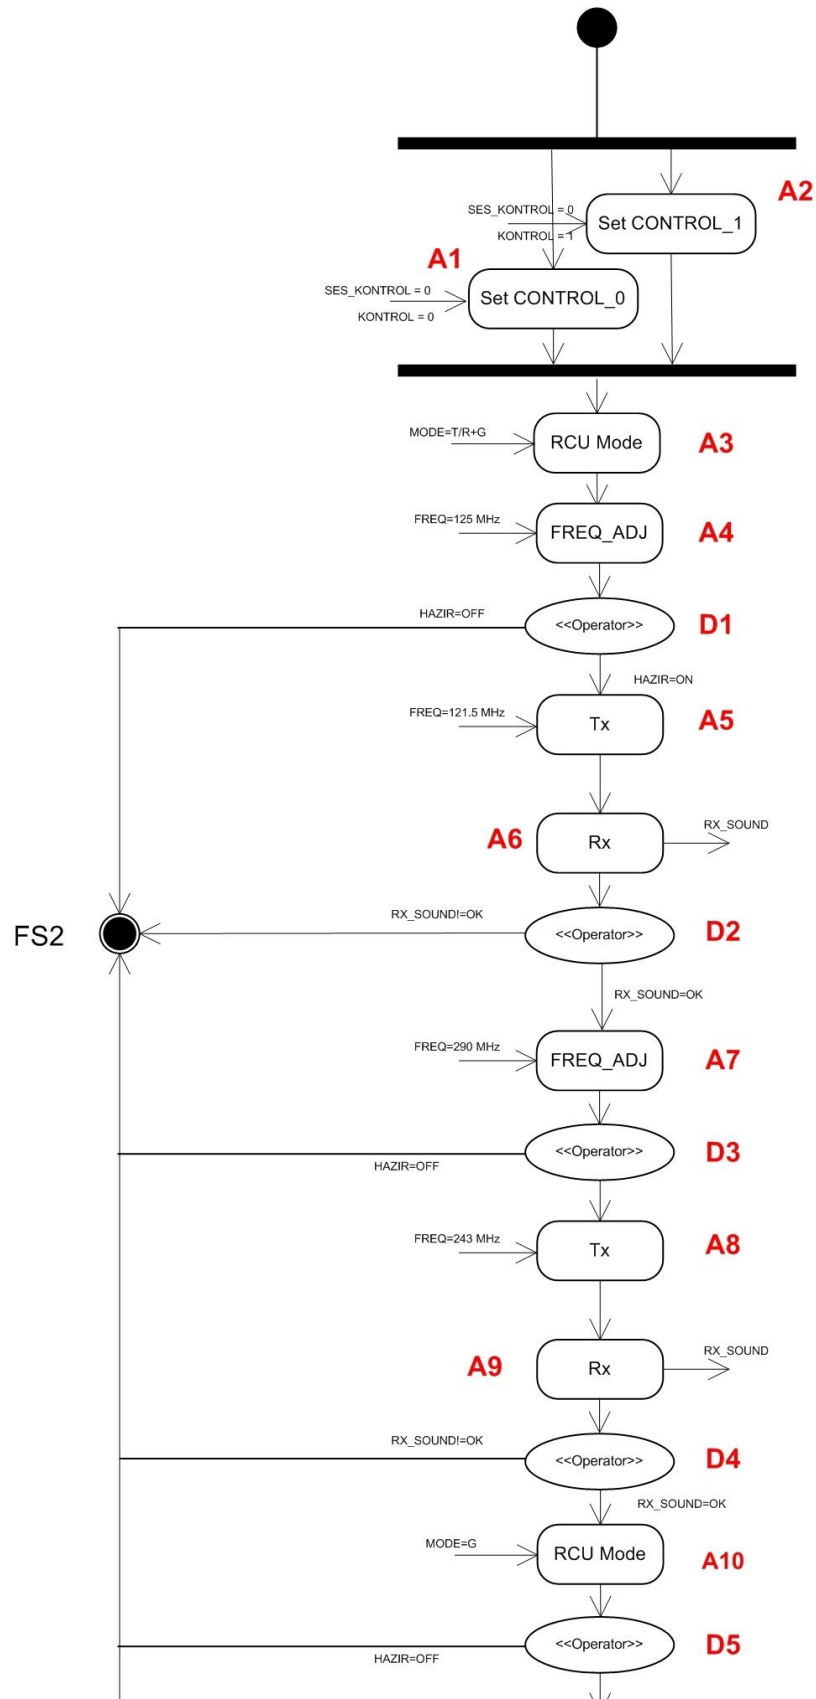 A2
SES_KONTROL = 0
Set CONTROL_1
KONTROL = 1
A1
SES_KONTROL = 0
Set CONTROL_0
KONTROL = 0
MODE=T/R+G
RCU Mode
A3
FREQ=125 MHz
FREQ_ADJ
A4
HAZIR=OFF
<<Operator>>
D1
HAZIR=ON
FREQ=121.5 MHz
Tx
A5
A6
Rx
RX_SOUND
RX_SOUND!=OK
FS2
<<Operator>>
D2
RX_SOUND=OK
FREQ=290 MHz
FREQ_ADJ
A7
<<Operator>>
D3
HAZIR=OFF
FREQ=243 MHz
Tx
A8
A9
Rx
RX_SOUND
RX_SOUND!=OK
<<Operator>>
D4
RX_SOUND=OK
MODE=G
RCU Mode
A10
<<Operator>>
D5
HAZIR=OFF